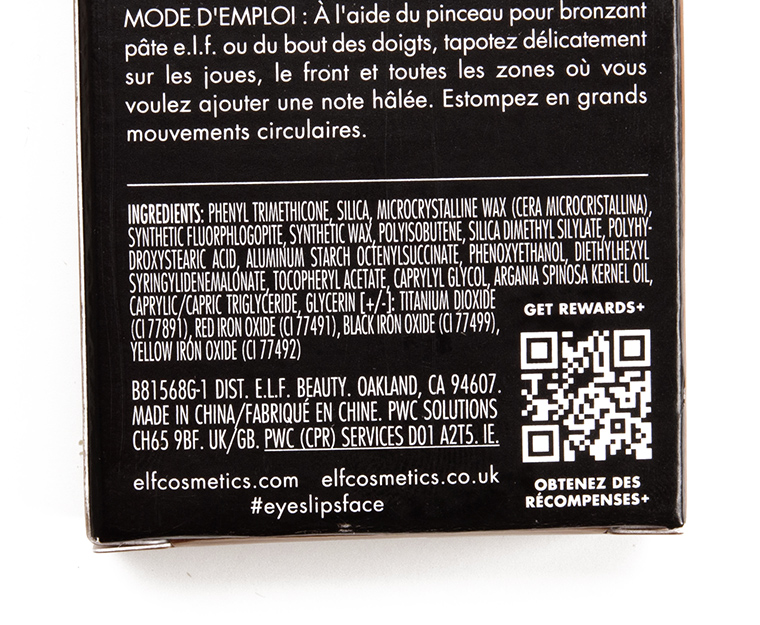 MODE D'EMPLOI : À l'aide du pinceau pour bronzant
pâte e.l.f. ou du bout des doigts, tapotez délicatement
sur les joues, le front et toutes les zones où vous
voulez ajouter une note hâlée. Estompez en grands
mouvements circulaires.
INGREDIENTS: PHENYL TRIMETHICONE, SILICA, MICROCRYSTALLINE WAX (CERA MICROCRISTALLINA),
SYNTHETIC FLUORPHLOGOPITE, SYNTHETIC WAX, POLYISOBUTENE, SILICA DIMETHYL SILYLATE, POLYHY-
DROXYSTEARIC ACID, ALUMINUM STARCH OCTENYLSUCCINATE, PHENOXYETHANOL, DIETHYLHEXYL
SYRINGYLIDENEMALONATE, TOCOPHERYL ACETATE, CAPRYLYL GLYCOL, ARGANIA SPINOSA KERNEL OIL,
CAPRYLIC/CAPRIC TRIGLYCERIDE, GLYCERIN [+/-]: TITANIUM DIOXIDE
(CI 77891), RED IRON OXIDE (CI 77491), BLACK IRON OXIDE (CI 77499),
YELLOW IRON OXIDE (CI 77492)
GET REWARDS+
B81568G-1 DIST. E.L.F. BEAUTY. OAKLAND, CA 94607.
MADE IN CHINA/FABRIQUÉ EN CHINE. PWC SOLUTIONS
CH65 9BF. UK/GB. PWC (CPR) SERVICES D01 A2T5. IE.
elfcosmetics.com elfcosmetics.co.uk
#eyeslipsface
OBTENEZ DES
RÉCOMPENSES+